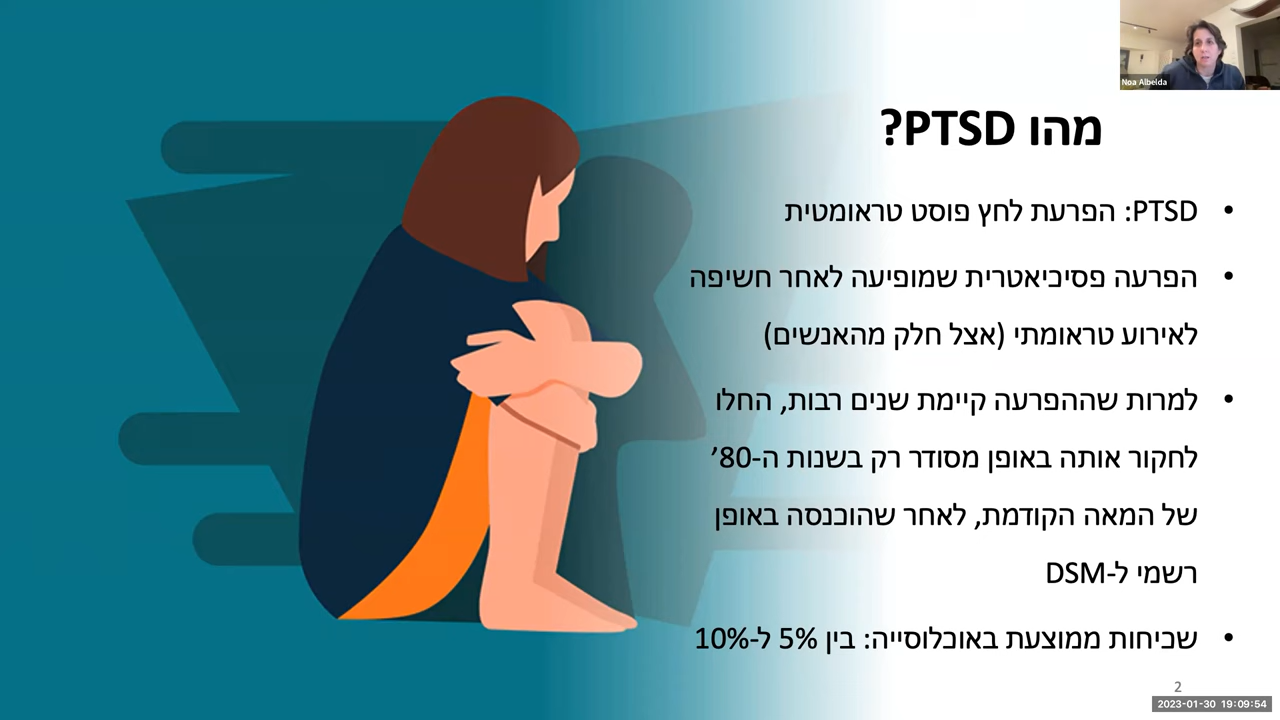 Noa Albelda
מהו PTSD?
• PTSD: הפרעת לחץ פוסט טראומטית
• הפרעה פסיכיאטרית שמופיעה לאחר חשיפה
לאירוע טראומתי (אצל חלק מהאנשים)
• למרות שההפרעה קיימת שנים רבות, החלו
לחקור אותה באופן מסודר רק בשנות ה-80'
של המאה הקודמת, לאחר שהוכנסה באופן
רשמי ל-DSM
• שכיחות ממוצעת באוכלוסייה: בין 5% ל-10%
2
2023-01-30 19:09:54